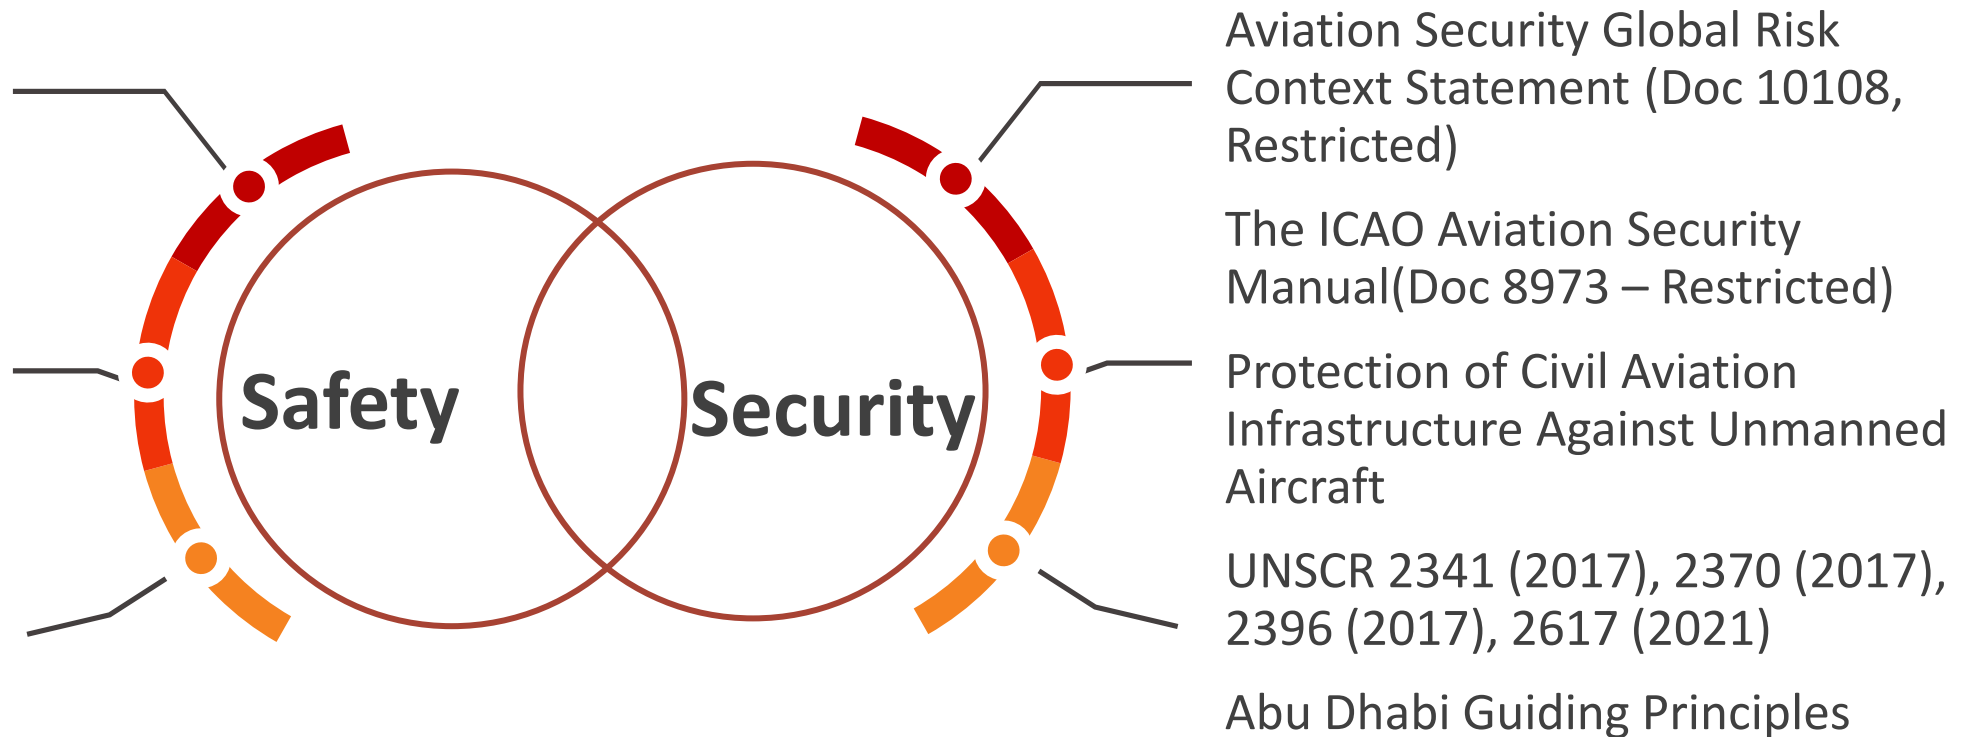 Safety
Security
Aviation Security Global Risk
Context Statement (Doc 10108,
Restricted)
The ICAO Aviation Security
Manual(Doc 8973 – Restricted)
Protection of Civil Aviation
Infrastructure Against Unmanned
Aircraft
UNSCR 2341 (2017), 2370 (2017),
2396 (2017), 2617 (2021)
Abu Dhabi Guiding Principles